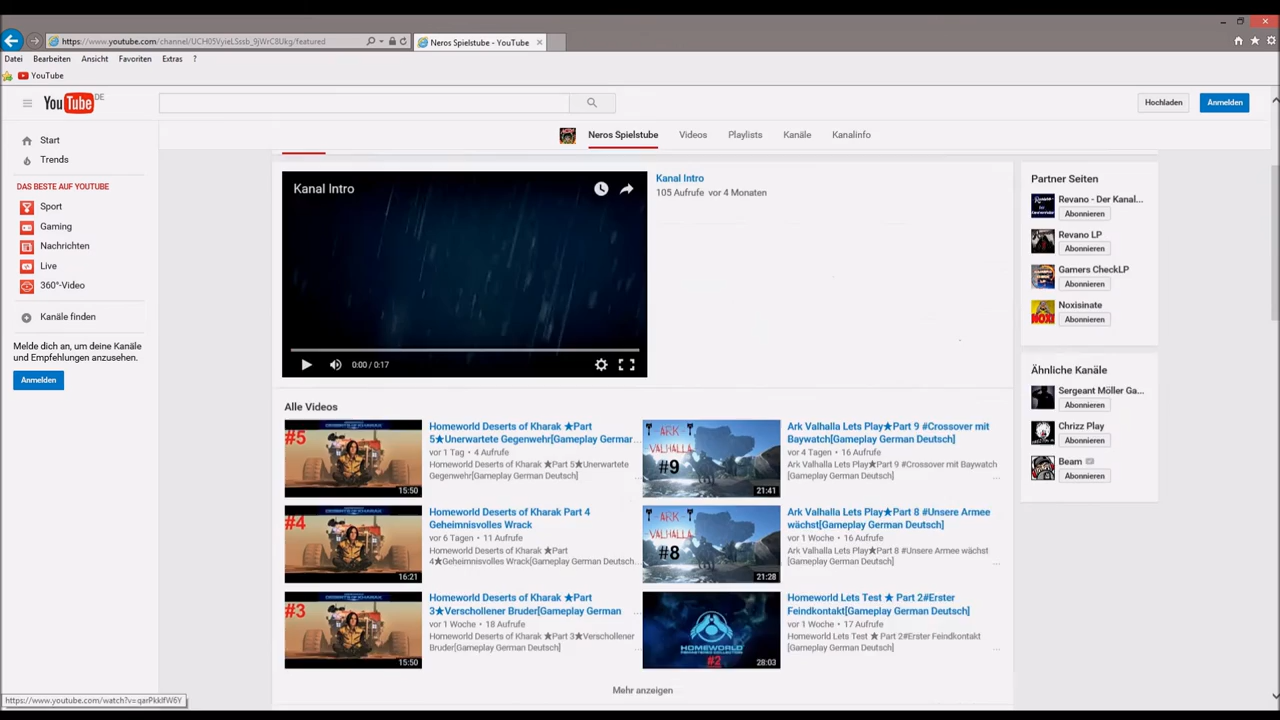 https://www.youtube.com/channel/UCH05VyieLSssb_9jWrC8Ukg/featured
Neros Spielstube - YouTube
Datei Bearbeiten Ansicht Favoriten Extras ?
YouTube
YouTube DE
Hochladen
Anmelden
Neros Spielstube Videos Playlists Kanäle Kanalinfo
Start
Trends
DAS BESTE AUF YOUTUBE
Sport
Gaming
Nachrichten
Live
360°-Video
Kanäle finden
Melde dich an, um deine Kanäle
und Empfehlungen anzusehen.
Anmelden
Kanal Intro
0:00 / 0:17
Kanal Intro
105 Aufrufe vor 4 Monaten
Alle Videos
#5
15:50
Homeworld Deserts of Kharak ★Part
5★Unerwartete Gegenwehr[Gameplay German
vor 1 Tag • 4 Aufrufe
Homeworld Deserts of Kharak ★Part 5★Unerwartete
Gegenwehr[Gameplay German Deutsch]
T ARK-T
VALHALLA
#9
21:41
Ark Valhalla Lets Play★Part 9 #Crossover mit
Baywatch[Gameplay German Deutsch]
vor 4 Tagen • 16 Aufrufe
Ark Valhalla Lets Play★Part 9 #Crossover mit Baywatch
[Gameplay German Deutsch]
#4
DESERTS OF KHARAK
16:21
Homeworld Deserts of Kharak Part 4
Geheimnisvolles Wrack
vor 6 Tagen • 11 Aufrufe
Homeworld Deserts of Kharak ★Part
4★Geheimnisvolles Wrack[Gameplay German Deutsch]
T ARK-T
VALHALLA
#8
21:28
Ark Valhalla Lets Play★Part 8 #Unsere Armee
wächst[Gameplay German Deutsch]
vor 1 Woche • 16 Aufrufe
Ark Valhalla Lets Play★Part 8 #Unsere Armee wächst
[Gameplay German Deutsch]
#3
DESERTS OF KHARAK
15:50
Homeworld Deserts of Kharak ★Part
3★Verschollener Bruder[Gameplay German
vor 1 Woche • 18 Aufrufe
Homeworld Deserts of Kharak ★Part 3★Verschollener
Bruder[Gameplay German Deutsch]
HOMEWORLD
#2
28:03
Homeworld Lets Test ★ Part 2#Erster
Feindkontakt[Gameplay German Deutsch]
vor 1 Woche • 17 Aufrufe
Homeworld Lets Test ★ Part 2#Erster Feindkontakt
[Gameplay German Deutsch]
Mehr anzeigen
Partner Seiten
Revano - Der Kanal...
Abonnieren
Revano LP
Abonnieren
Gamers CheckLP
Abonnieren
Noxisinate
Abonnieren
Ähnliche Kanäle
Sergeant Möller Ga...
Abonnieren
Chrizz Play
Abonnieren
Beam
Abonnieren
https://www.youtube.com/watch?v=qarPkkIfW6Y